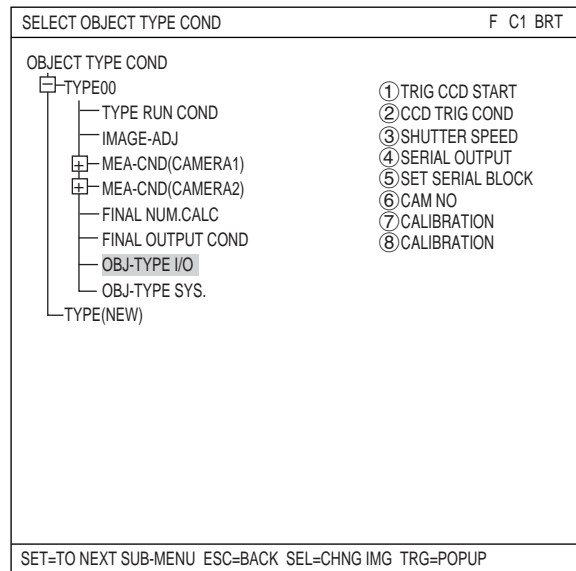 SELECT OBJECT TYPE COND F C1 BRT
OBJECT TYPE COND
TYPE00
TYPE RUN COND
IMAGE-ADJ
MEA-CND(CAMERA1)
MEA-CND(CAMERA2)
FINAL NUM.CALC
FINAL OUTPUT COND
OBJ-TYPE I/O
OBJ-TYPE SYS.
TYPE(NEW)
①TRIG CCD START
②CCD TRIG COND
③SHUTTER SPEED
④SERIAL OUTPUT
⑤SET SERIAL BLOCK
⑥CAM NO
⑦CALIBRATION
⑧CALIBRATION
SET=TO NEXT SUB-MENU ESC=BACK SEL=CHNG IMG TRG=POPUP